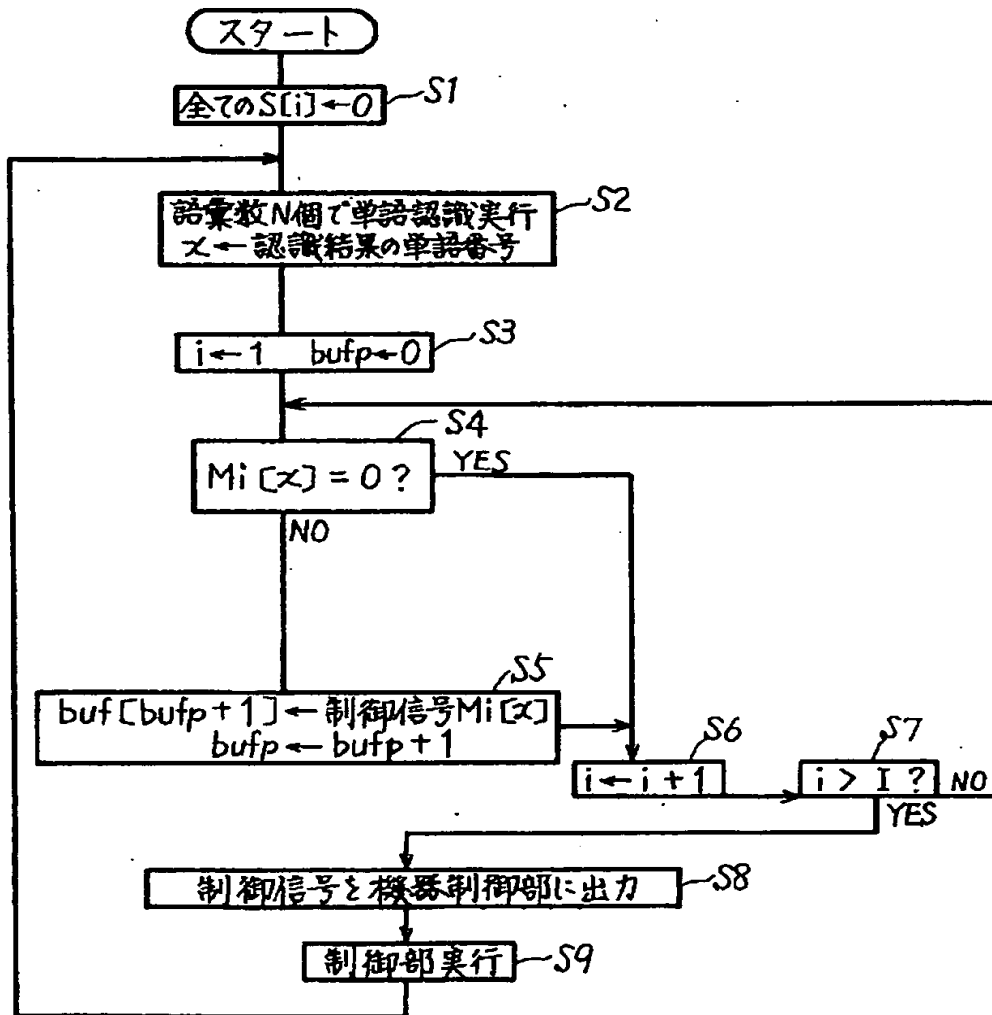 スタート
全てのS[i]←0
S1
語彙数N個で単語認識実行
x←認識結果の単語番号
S2
i←1 bufp←0
S3
S4
Mi[x]=0?
YES
NO
S5
buf[bufp+1]←制御信号Mi[x]
bufp←bufp+1
S6
i←i+1
S7
i>I?
NO
YES
制御信号を機器制御部に出力
S8
制御部実行
S9